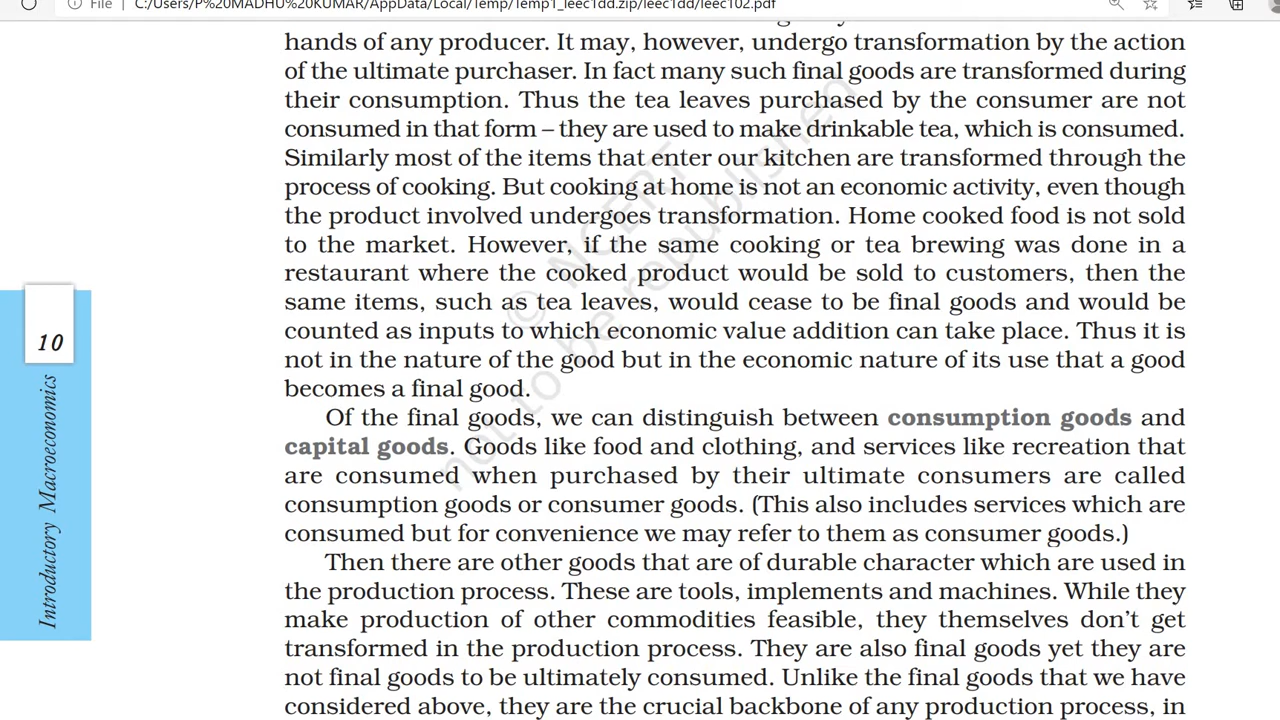 File
C:/Users/P%20MADHU%20KUMAR/AppData/Local/Temp/Temp1_leec1dd.zip/leec1dd/leec102.pdf
hands of any producer. It may, however, undergo transformation by the action
of the ultimate purchaser. In fact many such final goods are transformed during
their consumption. Thus the tea leaves purchased by the consumer are not
consumed in that form – they are used to make drinkable tea, which is consumed.
Similarly most of the items that enter our kitchen are transformed through the
process of cooking. But cooking at home is not an economic activity, even though
the product involved undergoes transformation. Home cooked food is not sold
to the market. However, if the same cooking or tea brewing was done in a
restaurant where the cooked product would be sold to customers, then the
same items, such as tea leaves, would cease to be final goods and would be
counted as inputs to which economic value addition can take place. Thus it is
not in the nature of the good but in the economic nature of its use that a good
becomes a final good.
Of the final goods, we can distinguish between consumption goods and
capital goods. Goods like food and clothing, and services like recreation that
are consumed when purchased by their ultimate consumers are called
consumption goods or consumer goods. (This also includes services which are
consumed but for convenience we may refer to them as consumer goods.)
Then there are other goods that are of durable character which are used in
the production process. These are tools, implements and machines. While they
make production of other commodities feasible, they themselves don't get
transformed in the production process. They are also final goods yet they are
not final goods to be ultimately consumed. Unlike the final goods that we have
considered above, they are the crucial backbone of any production process, in
10
Introductory Macroeconomics
© NCERT
not to be republished